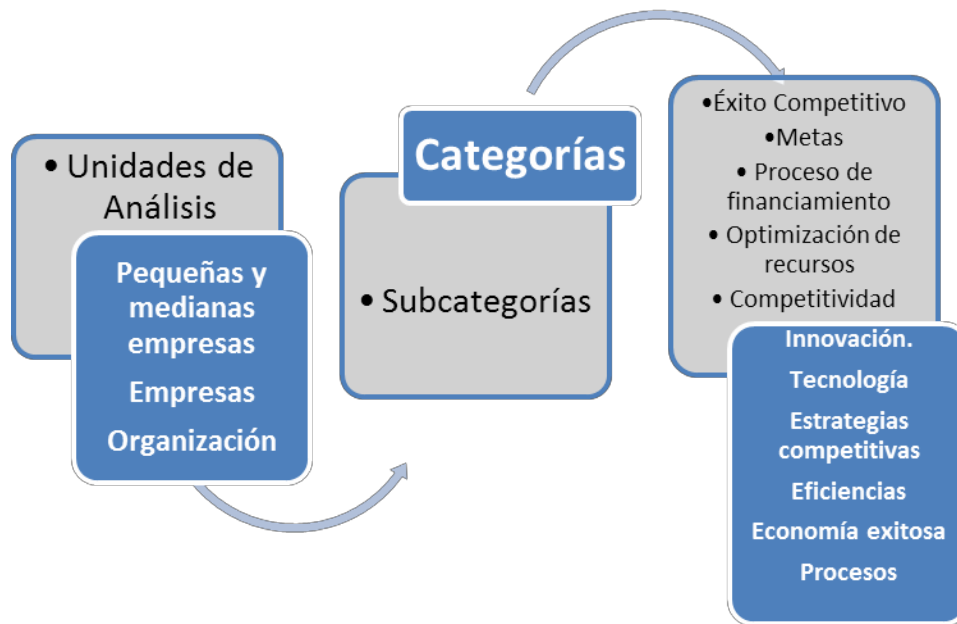 • Unidades de
Análisis
Pequeñas y
medianas
empresas
Empresas
Organización
Categorías
• Subcategorías
•Éxito Competitivo
•Metas
• Proceso de
financiamiento
• Optimización de
recursos
• Competitividad
Innovación.
Tecnología
Estrategias
competitivas
Eficiencias
Economía exitosa
Procesos